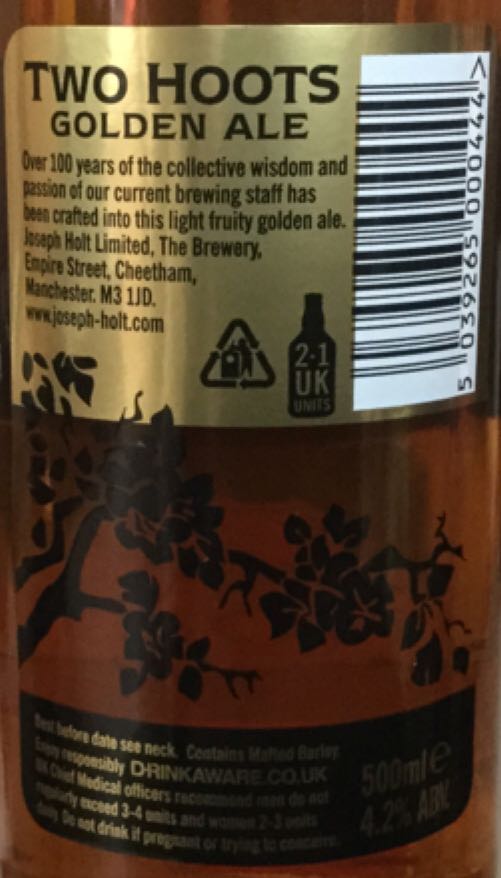 TWO HOOTS
GOLDEN ALE
Over 100 years of the collective wisdom and
passion of our current brewing staff has
been crafted into this light fruity golden ale.
Joseph Holt Limited, The Brewery,
Empire Street, Cheetham,
Manchester. M3 1JD.
www.joseph-holt.com
2·1
UK
UNITS
5 039265 000444 >
Best before date see neck. Contains Malted Barley
Enjoy responsibly DRINKAWARE.CO.UK
UK Chief Medical officers recommend men do not
regularly exceed 3-4 units and women 2-3 units
daily. Do not drink if pregnant or trying to conceive.
500ml e
4.2% ABV.